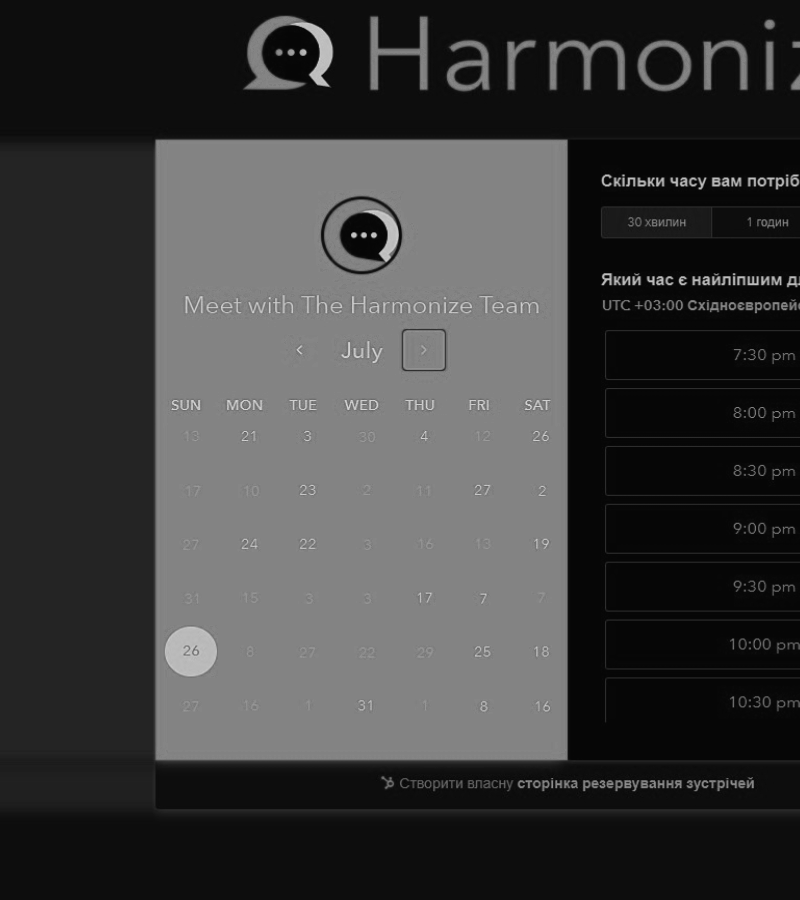 Harmoniz
Meet with The Harmonize Team
July
SUN MON TUE WED THU FRI SAT
13 21 3 30 4 12 26
17 10 23 2 11 27 2
27 24 22 3 16 13 19
31 15 3 3 17 7 7
26 8 27 22 29 25 18
27 16 1 31 1 8 16
Скільки часу вам потріб
30 хвилин 1 годин
Який час є найліпшим д
UTC +03:00 Східноєвропей
7:30 pm
8:00 pm
8:30 pm
9:00 pm
9:30 pm
10:00 pm
10:30 pm
Створити власну сторінка резервування зустрічей